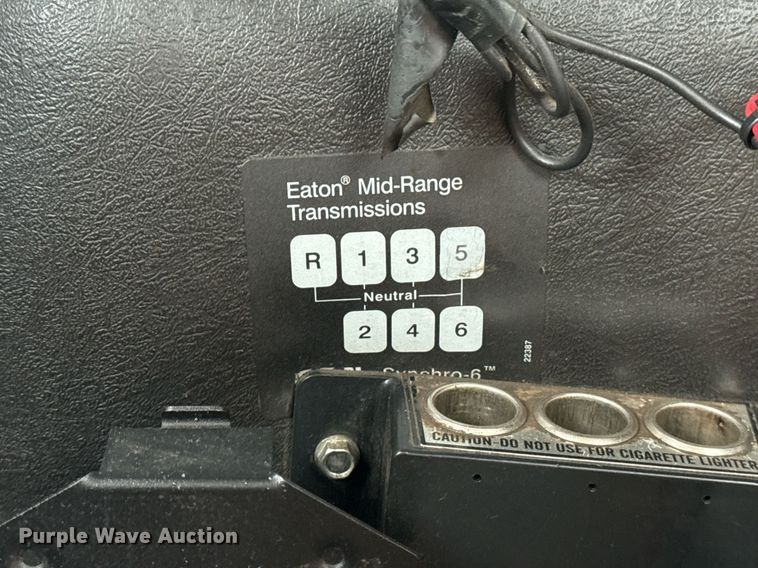 Eaton® Mid-Range
Transmissions
R 1 3 5
Neutral
2 4 6
22387
Synchro-6™
CAUTION-DO NOT USE FOR CIGARETTE LIGHTER
Purple Wave Auction